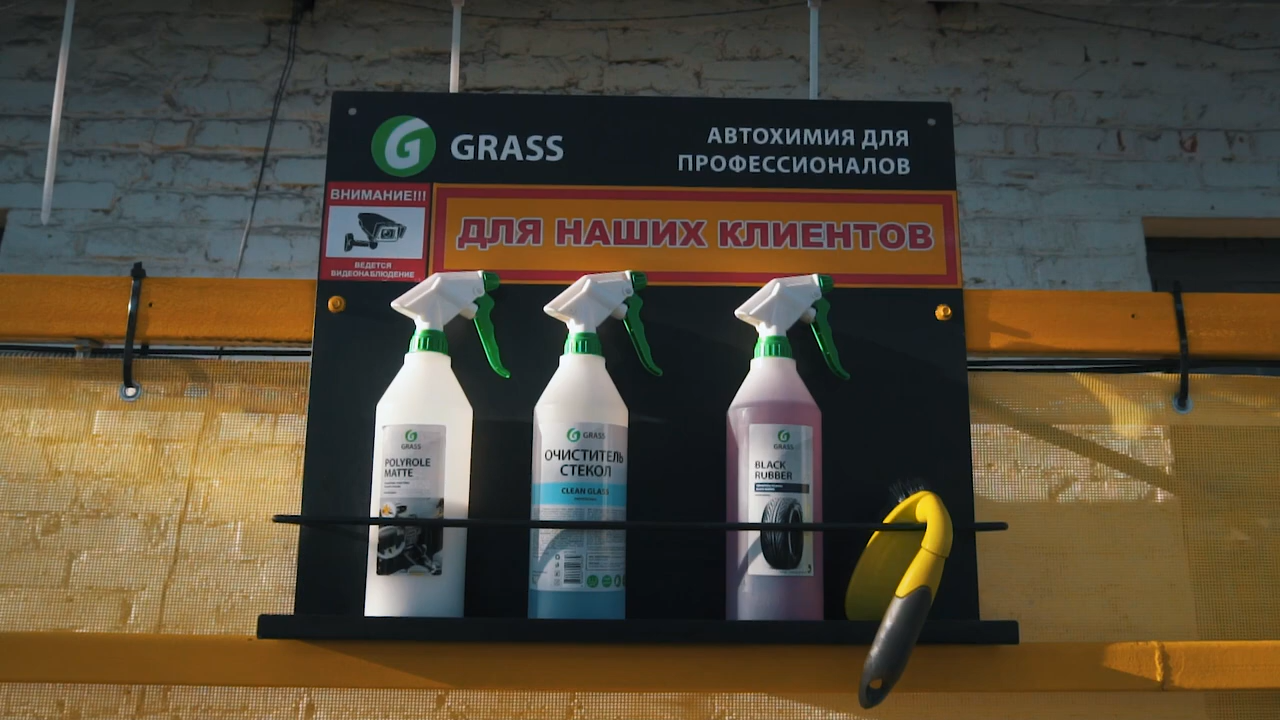 GRASS
АВТОХИМИЯ ДЛЯ
ПРОФЕССИОНАЛОВ
ВНИМАНИЕ!!!
ВЕДЕТСЯ
ВИДЕОНАБЛЮДЕНИЕ
ДЛЯ НАШИХ КЛИЕНТОВ
GRASS
POLYROLE
MATTE
GRASS
ОЧИСТИТЕЛЬ
СТЕКОЛ
CLEAN GLASS
GRASS
BLACK
RUBBER